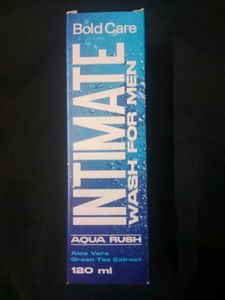 Bold Care
INTIMATE
WASH FOR MEN
AQUA RUSH
Aloe Vera
Green Tea Extract
120 ml